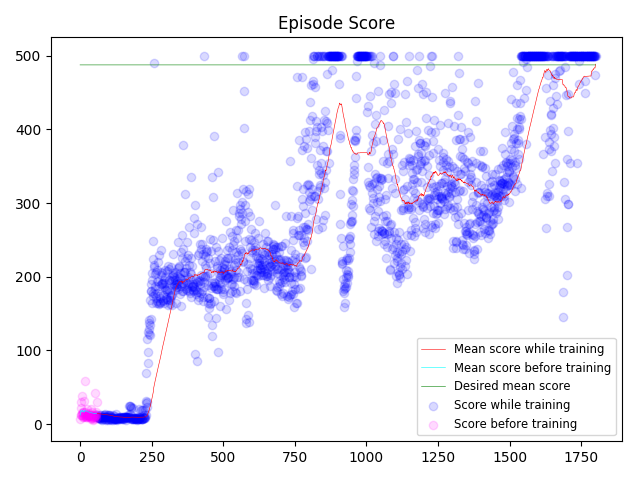 Episode Score
500
400
300
200
100
0
0 250 500 750 1000 1250 1500 1750
Mean score while training
Mean score before training
Desired mean score
Score while training
Score before training